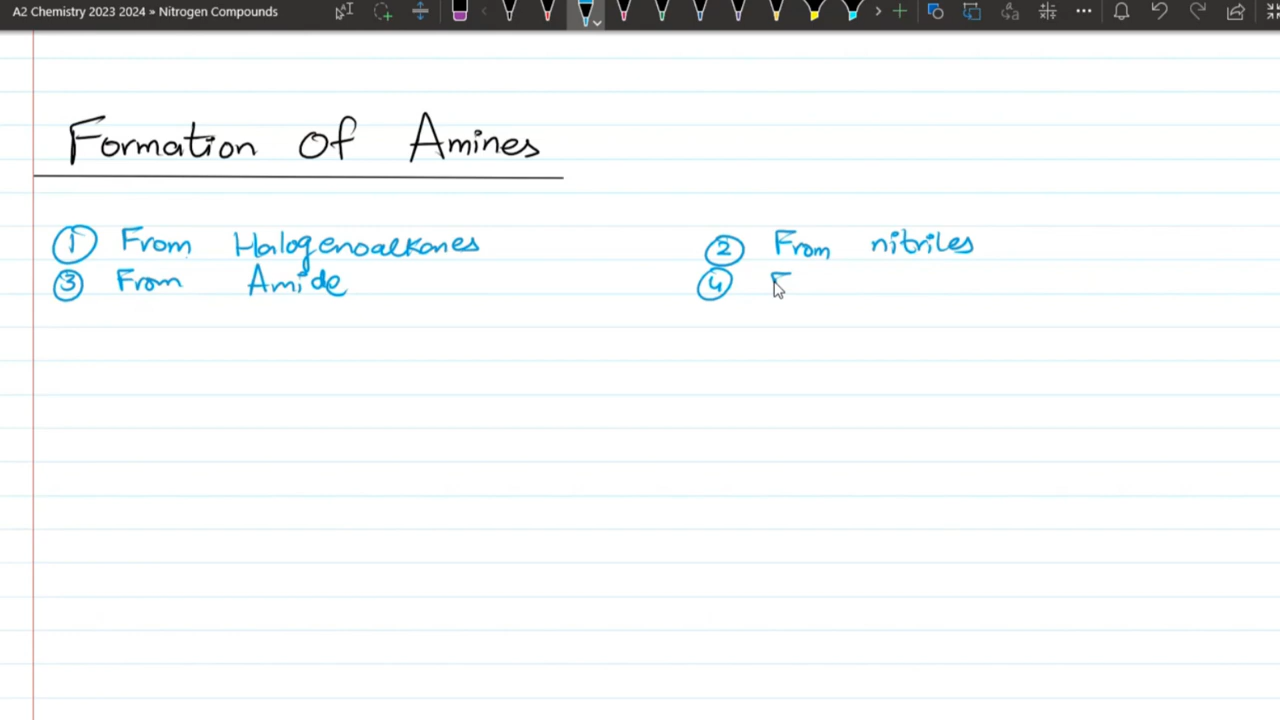 A2 Chemistry 2023 2024 » Nitrogen Compounds
Formation Of Amines
① From Halogenoalkanes
② From nitriles
③ From Amide
④ F